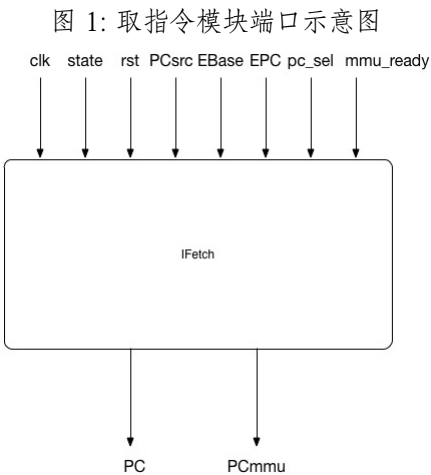 图 1: 取指令模块端口示意图
clk state rst PCsrc EBase EPC pc_sel mmu_ready
IFetch
PC PCmmu